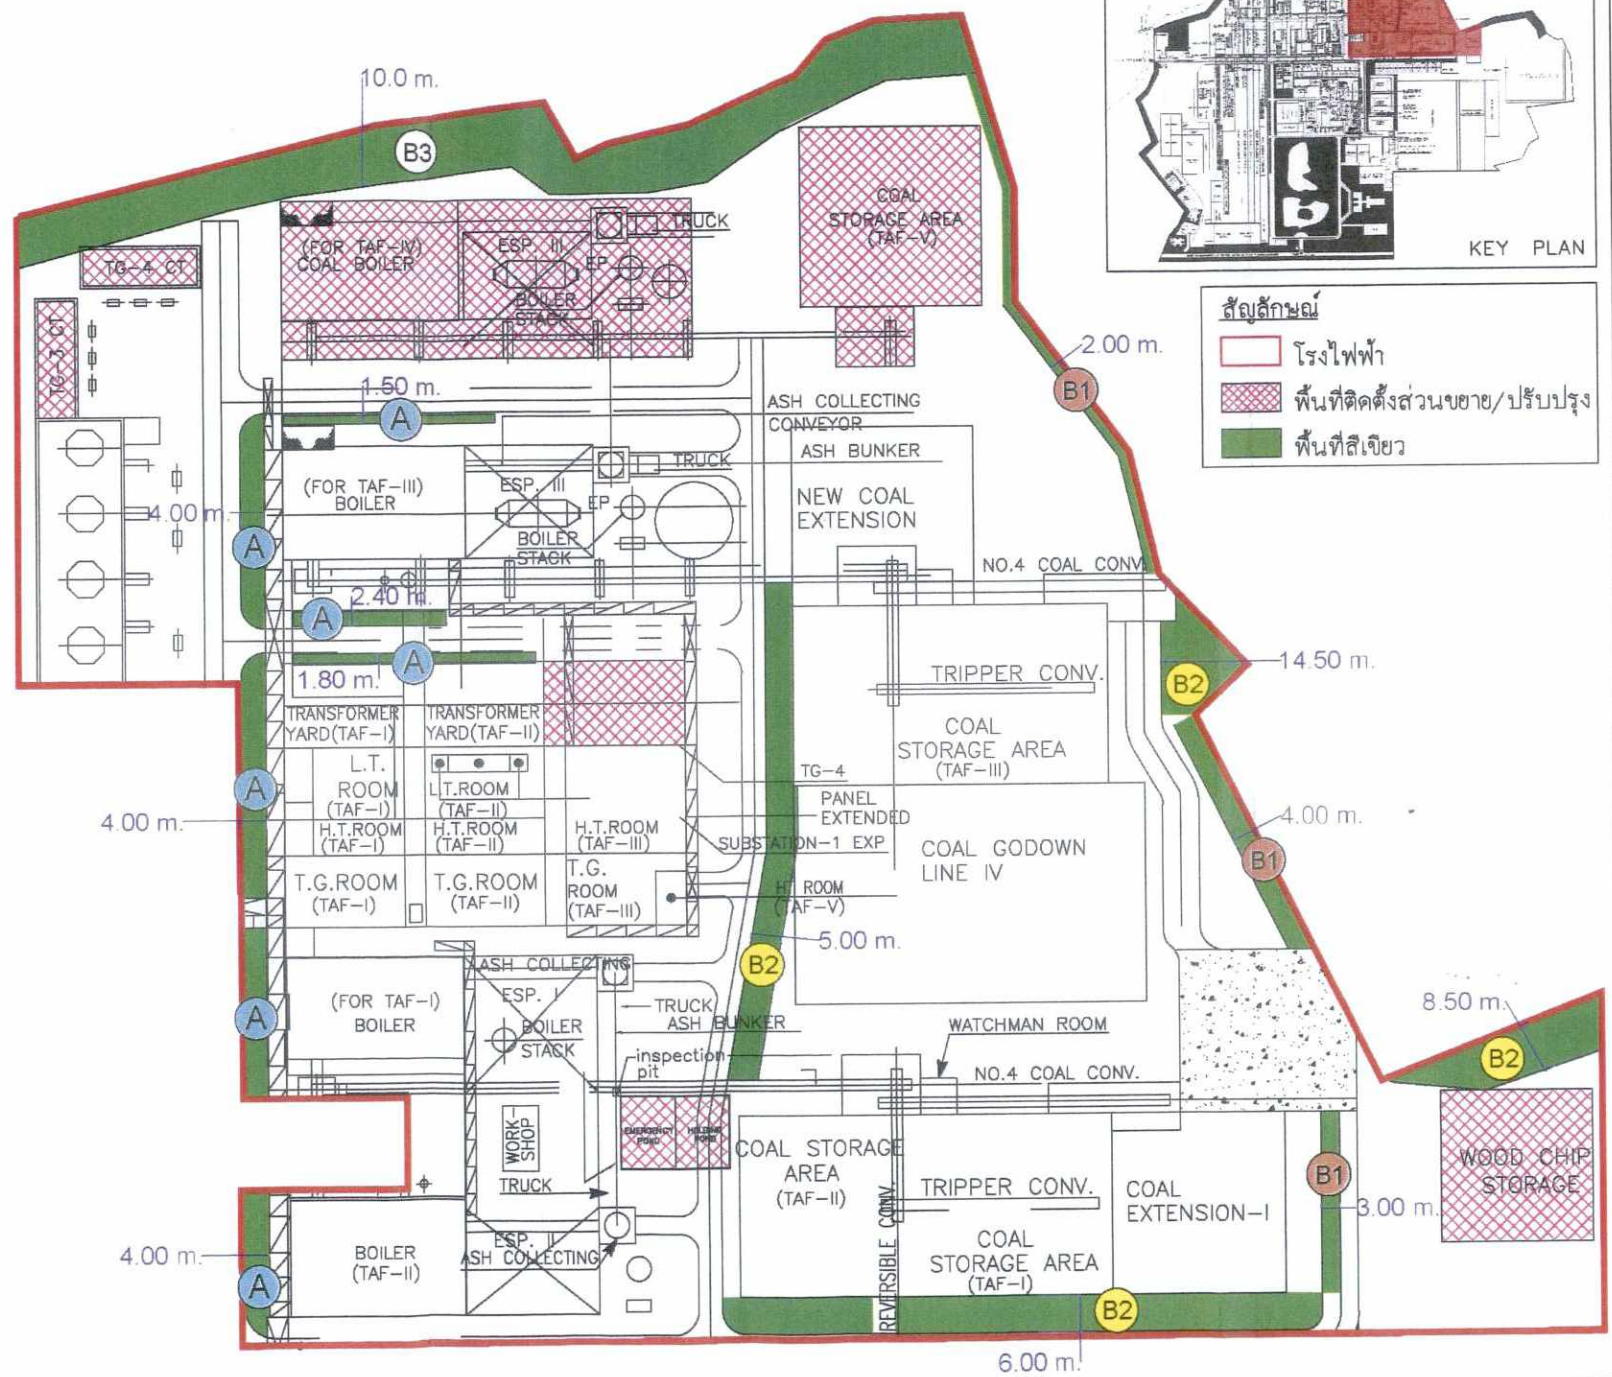 10.0 m.
B3
KEY PLAN
สัญลักษณ์
โรงไฟฟ้า
พื้นที่ติดตั้งส่วนขยาย/ปรับปรุง
พื้นที่สีเขียว
COAL
STORAGE AREA
(TAF-V)
TRUCK
(FOR TAF-IV)
COAL BOILER
ESP. III
EP
BOILER
STACK
TG-4 CT
TG-3 CT
2.00 m.
B1
1.50 m.
A
ASH COLLECTING
CONVEYOR
ASH BUNKER
TRUCK
(FOR TAF-III)
BOILER
ESP. III
EP
BOILER
STACK
NEW COAL
EXTENSION
4.00 m.
A
NO.4 COAL CONV.
2.40 m.
A
A
1.80 m.
TRIPPER CONV.
14.50 m.
B2
TRANSFORMER
YARD(TAF-I)
TRANSFORMER
YARD(TAF-II)
COAL
STORAGE AREA
(TAF-III)
L.T.
ROOM
(TAF-I)
L.T.ROOM
(TAF-II)
TG-4
PANEL
EXTENDED
A
4.00 m.
H.T.ROOM
(TAF-I)
H.T.ROOM
(TAF-II)
H.T.ROOM
(TAF-III)
SUBSTATION-1 EXP
COAL GODOWN
LINE IV
4.00 m.
B1
T.G.ROOM
(TAF-I)
T.G.ROOM
(TAF-II)
T.G.
ROOM
(TAF-III)
HT ROOM
(TAF-V)
5.00 m.
B2
ASH COLLECTING
(FOR TAF-I)
BOILER
ESP. I
BOILER
STACK
A
TRUCK
ASH BUNKER
WATCHMAN ROOM
8.50 m.
B2
inspection
pit
NO.4 COAL CONV.
EMERGENCY
POND
HOLDING
POND
WORK-
SHOP
TRUCK
COAL STORAGE
AREA
(TAF-II)
REVERSIBLE CONV.
TRIPPER CONV.
COAL
EXTENSION-I
B1
3.00 m.
WOOD CHIP
STORAGE
COAL
STORAGE AREA
(TAF-I)
4.00 m.
A
BOILER
(TAF-II)
ESP. II
ASH COLLECTING
B2
6.00 m.